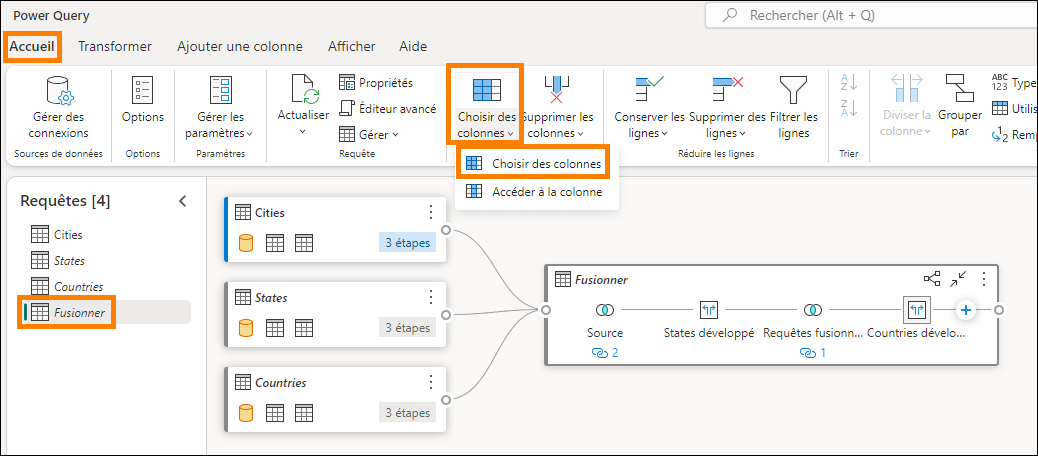 Power Query
Rechercher (Alt + Q)
Accueil Transformer Ajouter une colonne Afficher Aide
Gérer des
connexions
Sources de données
Options
Options
Gérer les
paramètres
Paramètres
Actualiser
Propriétés
Éditeur avancé
Gérer
Requête
Choisir des
colonnes
Supprimer les
colonnes
Choisir des colonnes
Accéder à la colonne
Conserver les
lignes
Supprimer des
lignes
Filtrer les
lignes
Réduire les lignes
A
Z
Z
A
Trier
Diviser la
colonne
Grouper
par
ABC
123
Type
Utilis
1
2
Remp
Requêtes [4]
Cities
States
Countries
Fusionner
Cities
3 étapes
States
3 étapes
Countries
3 étapes
Fusionner
Source
2
States développé
Requêtes fusionn...
1
Countries dévelo...